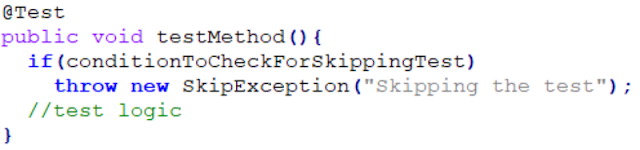 @Test
public void testMethod(){
  if(conditionToCheckForSkippingTest)
    throw new SkipException("Skipping the test");
  //test logic
}